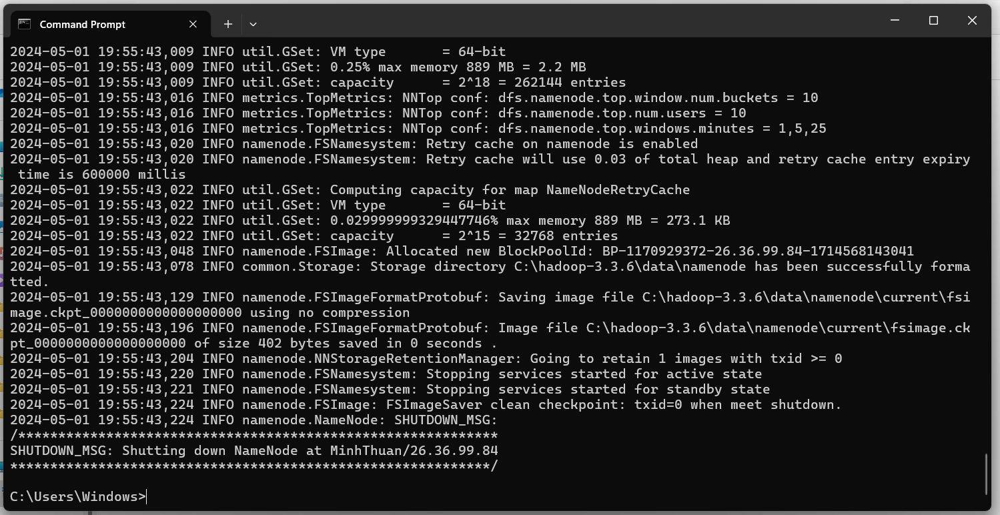 Command Prompt
2024-05-01 19:55:43,009 INFO util.GSet: VM type       = 64-bit
2024-05-01 19:55:43,009 INFO util.GSet: 0.25% max memory 889 MB = 2.2 MB
2024-05-01 19:55:43,009 INFO util.GSet: capacity      = 2^18 = 262144 entries
2024-05-01 19:55:43,016 INFO metrics.TopMetrics: NNTop conf: dfs.namenode.top.window.num.buckets = 10
2024-05-01 19:55:43,016 INFO metrics.TopMetrics: NNTop conf: dfs.namenode.top.num.users = 10
2024-05-01 19:55:43,016 INFO metrics.TopMetrics: NNTop conf: dfs.namenode.top.windows.minutes = 1,5,25
2024-05-01 19:55:43,020 INFO namenode.FSNamesystem: Retry cache on namenode is enabled
2024-05-01 19:55:43,020 INFO namenode.FSNamesystem: Retry cache will use 0.03 of total heap and retry cache entry expiry
 time is 600000 millis
2024-05-01 19:55:43,022 INFO util.GSet: Computing capacity for map NameNodeRetryCache
2024-05-01 19:55:43,022 INFO util.GSet: VM type       = 64-bit
2024-05-01 19:55:43,022 INFO util.GSet: 0.029999999329447746% max memory 889 MB = 273.1 KB
2024-05-01 19:55:43,022 INFO util.GSet: capacity      = 2^15 = 32768 entries
2024-05-01 19:55:43,048 INFO namenode.FSImage: Allocated new BlockPoolId: BP-1170929372-26.36.99.84-1714568143041
2024-05-01 19:55:43,078 INFO common.Storage: Storage directory C:\hadoop-3.3.6\data\namenode has been successfully forma
tted.
2024-05-01 19:55:43,129 INFO namenode.FSImageFormatProtobuf: Saving image file C:\hadoop-3.3.6\data\namenode\current\fsi
mage.ckpt_0000000000000000000 using no compression
2024-05-01 19:55:43,196 INFO namenode.FSImageFormatProtobuf: Image file C:\hadoop-3.3.6\data\namenode\current\fsimage.ck
pt_0000000000000000000 of size 402 bytes saved in 0 seconds .
2024-05-01 19:55:43,204 INFO namenode.NNStorageRetentionManager: Going to retain 1 images with txid >= 0
2024-05-01 19:55:43,220 INFO namenode.FSNamesystem: Stopping services started for active state
2024-05-01 19:55:43,221 INFO namenode.FSNamesystem: Stopping services started for standby state
2024-05-01 19:55:43,224 INFO namenode.FSImage: FSImageSaver clean checkpoint: txid=0 when meet shutdown.
2024-05-01 19:55:43,224 INFO namenode.NameNode: SHUTDOWN_MSG:
/************************************************************
SHUTDOWN_MSG: Shutting down NameNode at MinhThuan/26.36.99.84
************************************************************/
C:\Users\Windows>